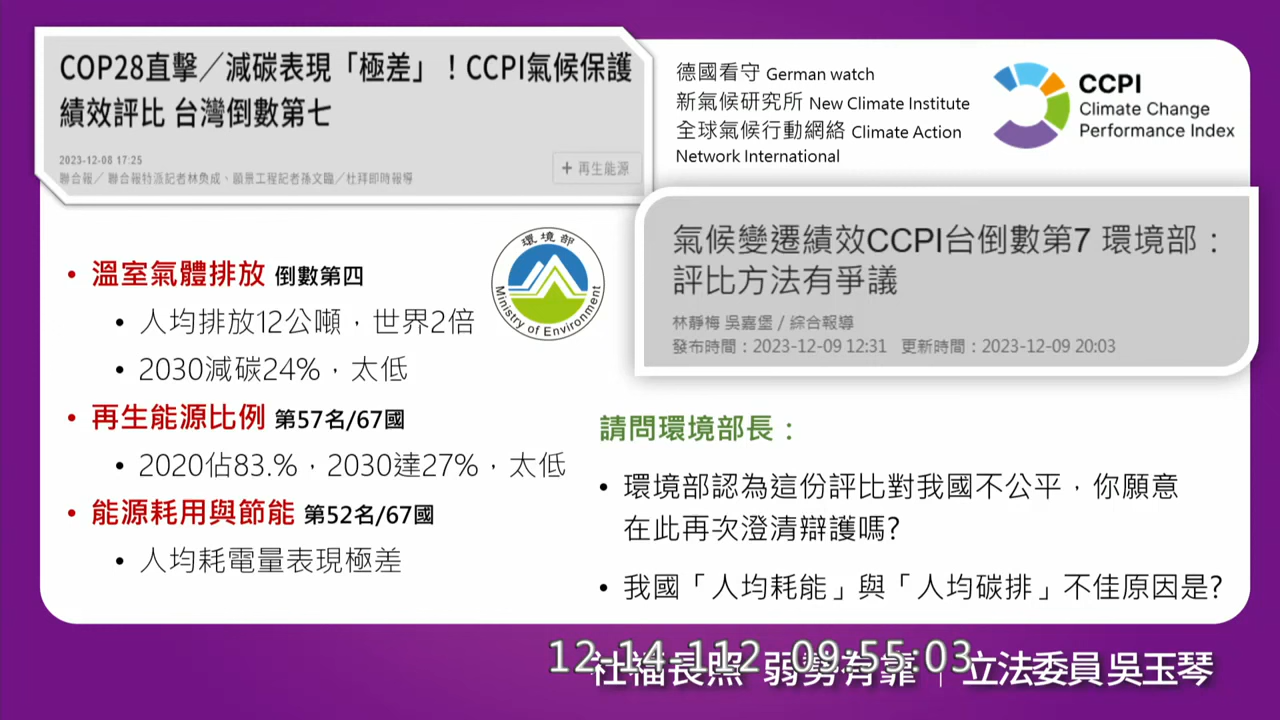 COP28直擊／減碳表現「極差」！CCPI氣候保護
績效評比 台灣倒數第七
2023-12-08 17:25
聯合報／ 聯合報特派記者林奐成、願景工程記者孫文臨／杜拜即時報導
+ 再生能源
德國看守 German watch
新氣候研究所 New Climate Institute
全球氣候行動網絡 Climate Action
Network International
CCPI
Climate Change
Performance Index
氣候變遷績效CCPI台倒數第7 環境部：
評比方法有爭議
林靜梅 吳嘉堡 / 綜合報導
發布時間：2023-12-09 12:31 更新時間：2023-12-09 20:03
環境部
Ministry of Environment
• 溫室氣體排放 倒數第四
• 人均排放12公噸，世界2倍
• 2030減碳24%，太低
• 再生能源比例 第57名/67國
• 2020佔83.%，2030達27%，太低
• 能源耗用與節能 第52名/67國
• 人均耗電量表現極差
請問環境部長：
• 環境部認為這份評比對我國不公平，你願意
在此再次澄清辯護嗎?
• 我國「人均耗能」與「人均碳排」不佳原因是?
12-14-112 09:55:03
社福長照 弱勢有靠｜立法委員 吳玉琴